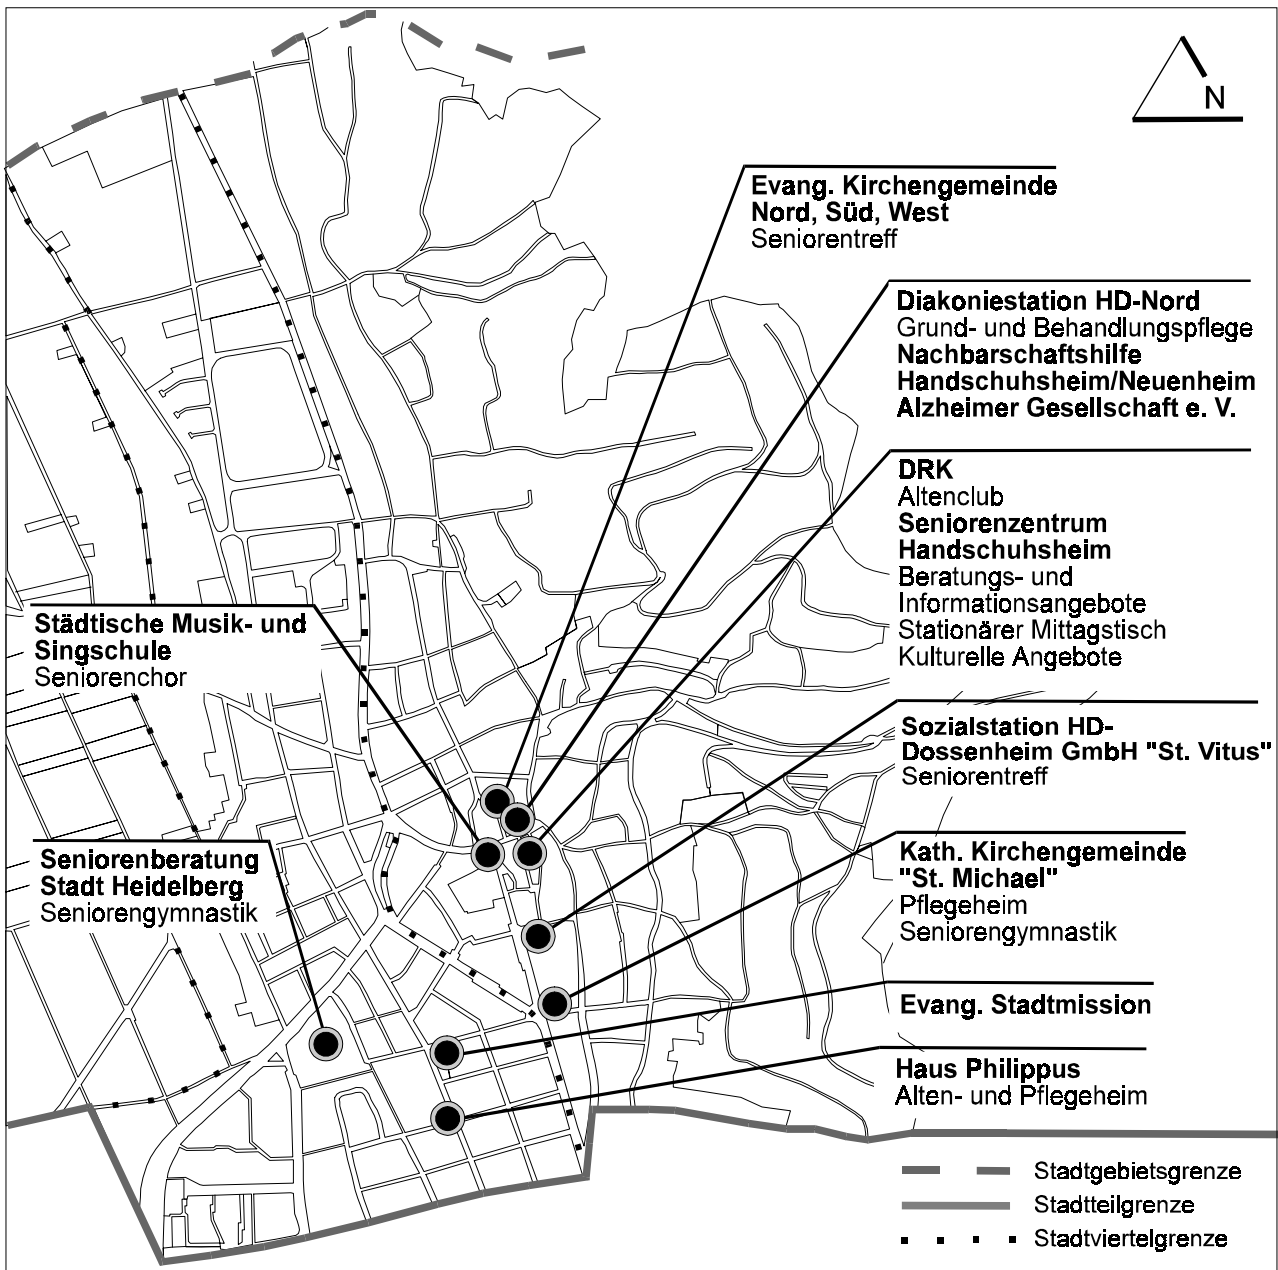 N
Evang. Kirchengemeinde
Nord, Süd, West
Seniorentreff
Diakoniestation HD-Nord
Grund- und Behandlungspflege
Nachbarschaftshilfe
Handschuhsheim/Neuenheim
Alzheimer Gesellschaft e. V.
DRK
Altenclub
Seniorenzentrum
Handschuhsheim
Beratungs- und
Informationsangebote
Stationärer Mittagstisch
Kulturelle Angebote
Städtische Musik- und
Singschule
Seniorenchor
Sozialstation HD-
Dossenheim GmbH "St. Vitus"
Seniorentreff
Seniorenberatung
Stadt Heidelberg
Seniorengymnastik
Kath. Kirchengemeinde
"St. Michael"
Pflegeheim
Seniorengymnastik
Evang. Stadtmission
Haus Philippus
Alten- und Pflegeheim
Stadtgebietsgrenze
Stadtteilgrenze
Stadtviertelgrenze